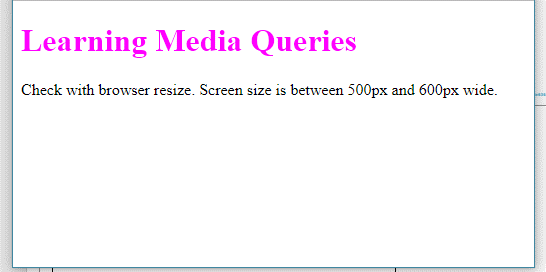 Learning Media Queries
Check with browser resize. Screen size is between 500px and 600px wide.